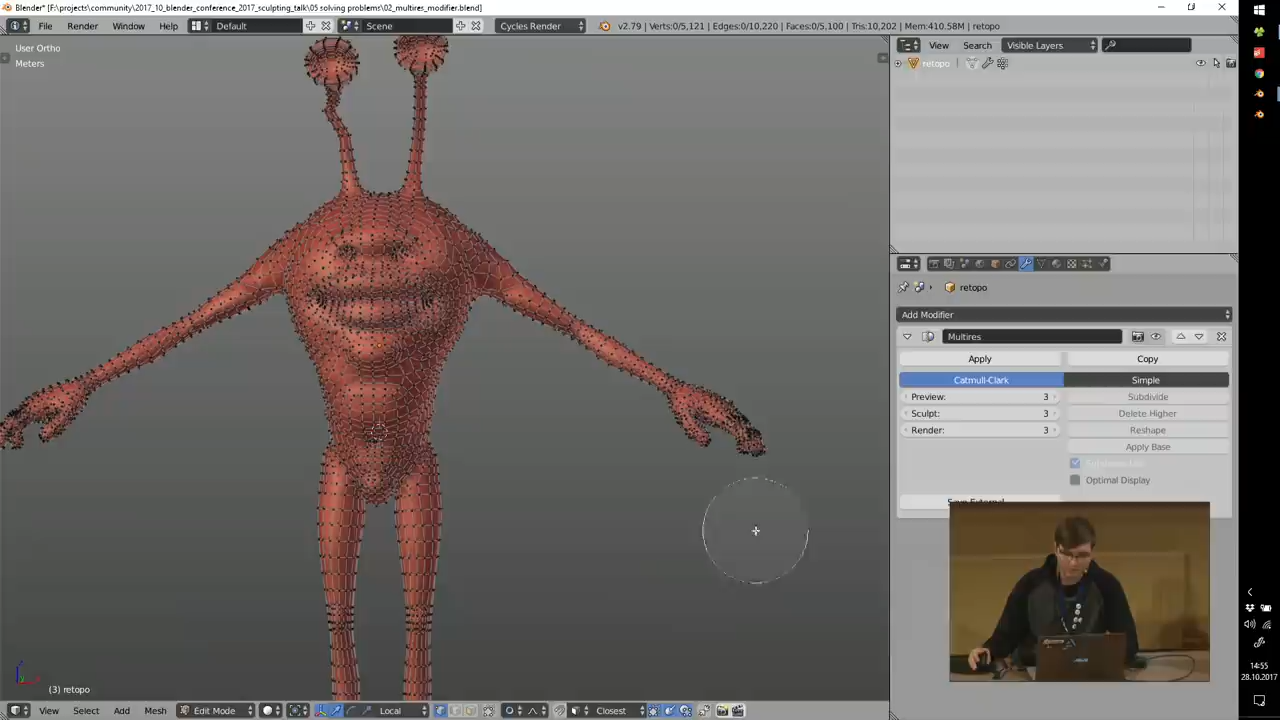 Blender* [F:\projects\community\2017_10_blender_conference_2017_sculpting_talk\05 solving problems\02_multires_modifier.blend]
File Render Window Help Default Scene Cycles Render v2.79 | Verts:0/5,121 | Edges:0/10,220 | Faces:0/5,100 | Tris:10,202 | Mem:410.58M | retopo
User Ortho
Meters
View Search Visible Layers
retopo
retopo
Add Modifier
Multires
Apply Copy
Catmull-Clark Simple
Preview: 3 Subdivide
Sculpt: 3 Delete Higher
Render: 3 Reshape
Apply Base
Optimal Display
Save External...
(3) retopo
View Select Add Mesh Edit Mode Local Closest
14:55
28.10.2017